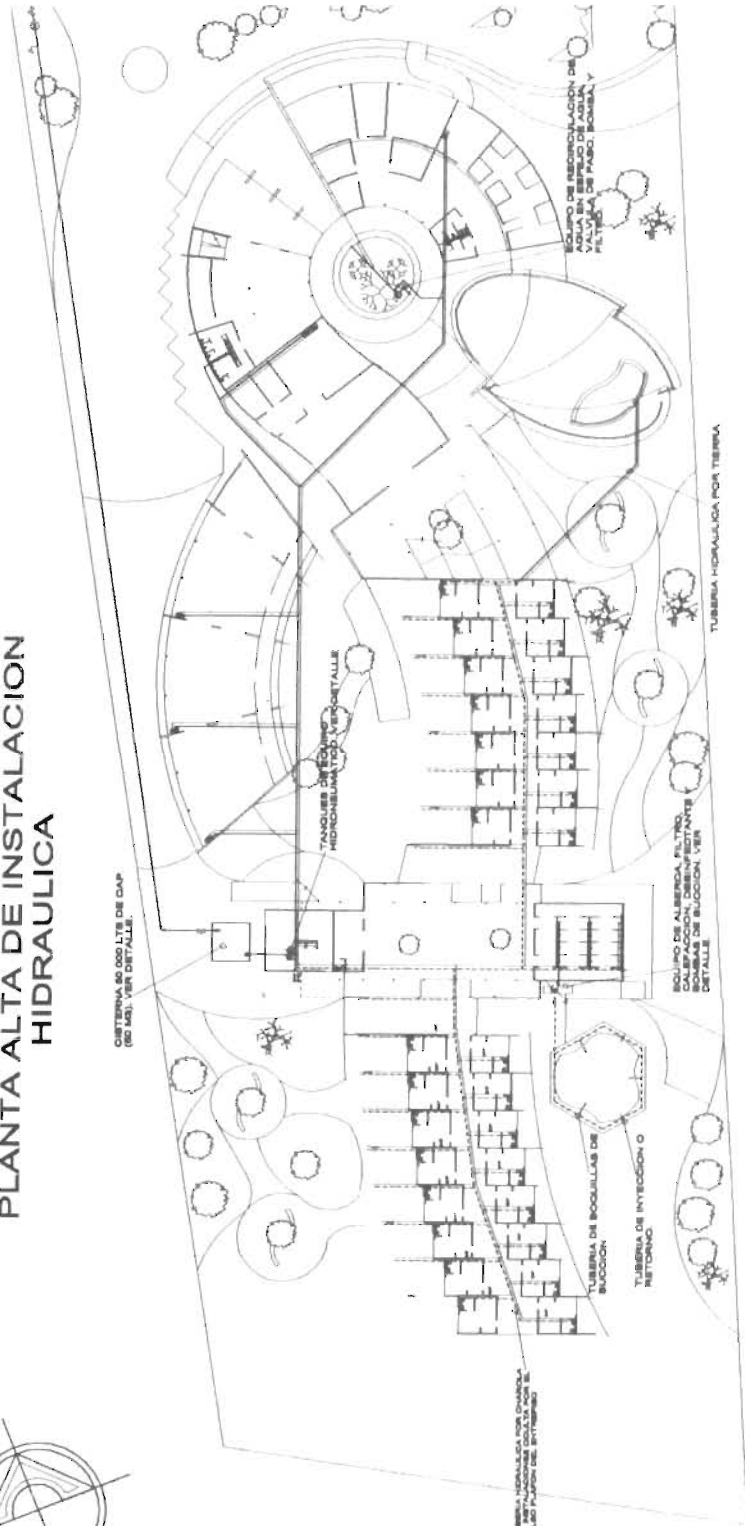 PLANTA ALTA DE INSTALACION
HIDRAULICA
CISTERNA 50 000 LTS DE CAP
(50 M3). VER DETALLE.
TANQUES DE EQUIPO
HIDRONEUMATICO. VER DETALLE
EQUIPO DE RECIRCULACION DE
AGUA EN ESPEJO DE AGUA,
VALVULA DE PASO, BOMBA, Y
FILTRO.
TUBERIA HIDRAULICA POR TIERRA
EQUIPO DE ALBERCA, FILTRO,
CALEFACCION, DESINFECTANTE
BOMBAS DE SUCCION. VER
DETALLE.
TUBERIA DE BOQUILLAS DE
SUCCION
TUBERIA DE INYECCION O
RETORNO.
HIDRAULICA POR CHAROLA
INSTALACIONES OCULTA POR EL
PLAFON DEL ENTREPISO